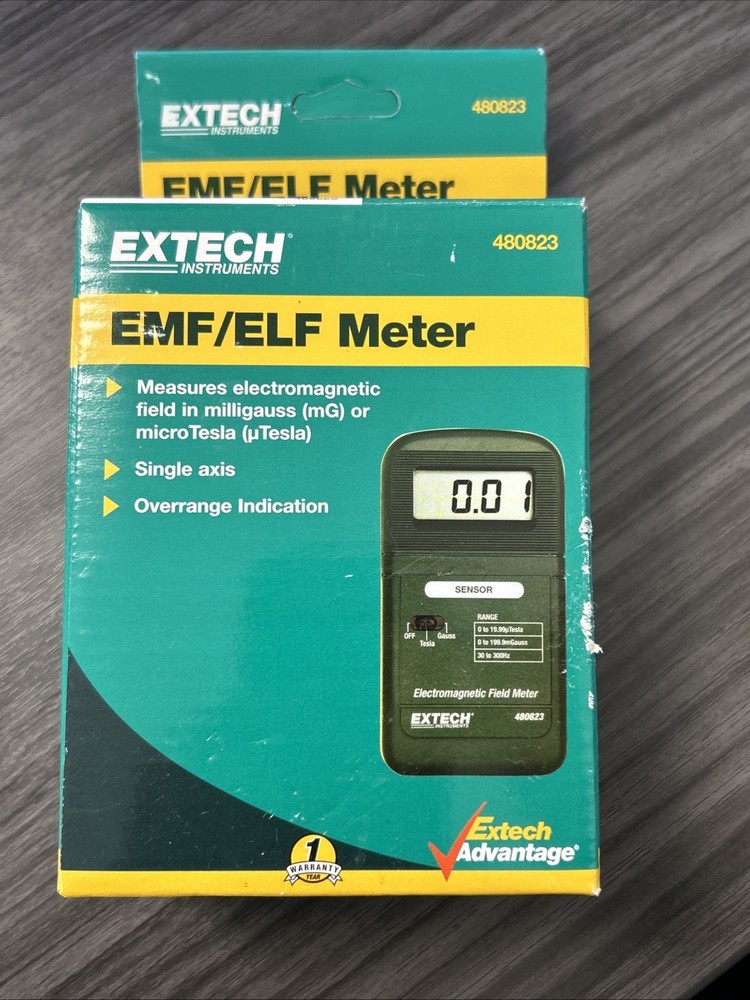 EXTECH
INSTRUMENTS
480823
EMF/ELF Meter
EXTECH®
INSTRUMENTS
480823
EMF/ELF Meter
Measures electromagnetic
field in milligauss (mG) or
microTesla (µTesla)
Single axis
Overrange Indication
0.01
SENSOR
RANGE
0 to 19.99µTesla
0 to 199.9mGauss
30 to 300Hz
OFF
Tesla
Gauss
Electromagnetic Field Meter
EXTECH®
INSTRUMENTS
480823
1
WARRANTY
YEAR
Extech
Advantage®